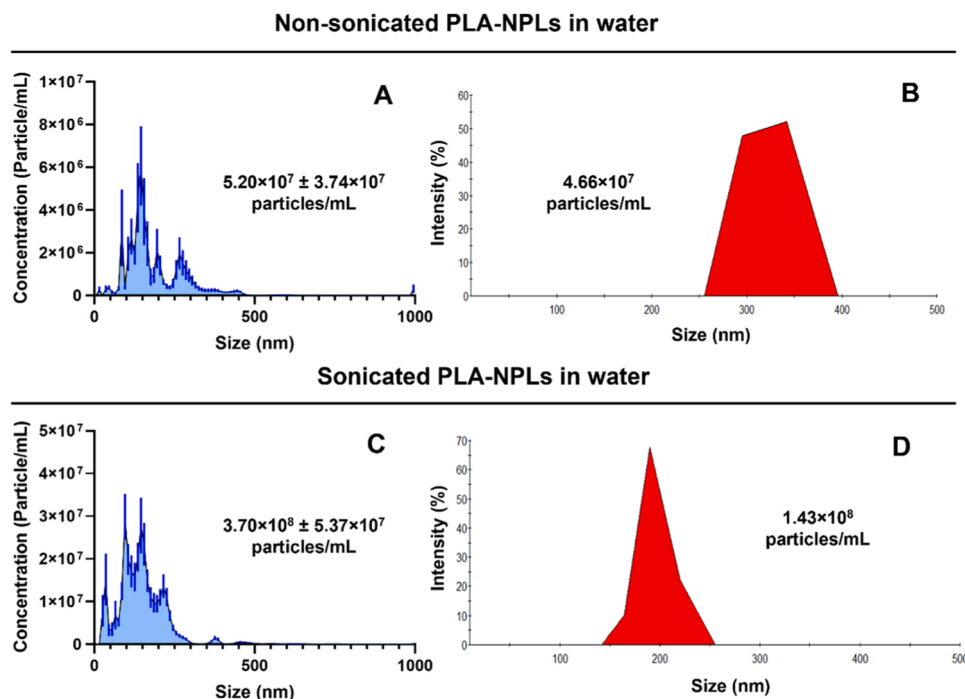 Non-sonicated PLA-NPLs in water
A
Concentration (Particle/mL)
1×10⁷
8×10⁶
6×10⁶
4×10⁶
2×10⁶
0
5.20×10⁷ ± 3.74×10⁷
particles/mL
0 250 500 750 1000
Size (nm)
B
Intensity (%)
60
50
40
30
20
10
0
4.66×10⁷
particles/mL
100 200 300 400 500
Size (nm)
Sonicated PLA-NPLs in water
C
Concentration (Particle/mL)
5×10⁷
4×10⁷
3×10⁷
2×10⁷
1×10⁷
0
3.70×10⁸ ± 5.37×10⁷
particles/mL
0 500 1000
Size (nm)
D
Intensity (%)
70
60
50
40
30
20
10
0
1.43×10⁸
particles/mL
100 200 300 400 500
Size (nm)